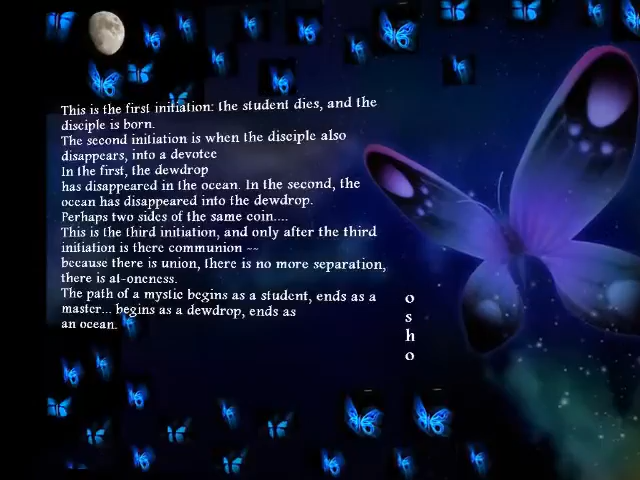 This is the first initiation: the student dies, and the
disciple is born.
The second initiation is when the disciple also
disappears, into a devotee
In the first, the dewdrop
has disappeared in the ocean. In the second, the
ocean has disappeared into the dewdrop.
Perhaps two sides of the same coin....
This is the third initiation, and only after the third
initiation is there communion ~~
because there is union, there is no more separation,
there is at-oneness.
The path of a mystic begins as a student, ends as a
master... begins as a dewdrop, ends as
an ocean.
o
s
h
o